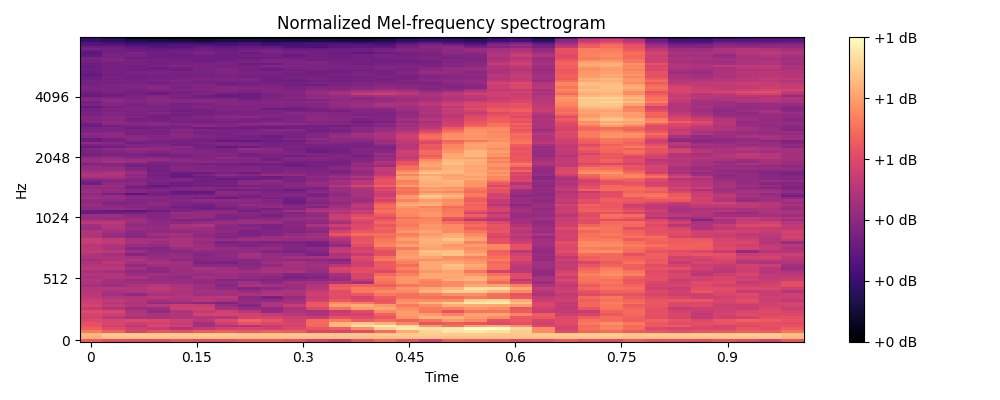 Normalized Mel-frequency spectrogram
+1 dB
4096
+1 dB
2048
+1 dB
Hz
1024
+0 dB
512
+0 dB
0
+0 dB
0 0.15 0.3 0.45 0.6 0.75 0.9
Time